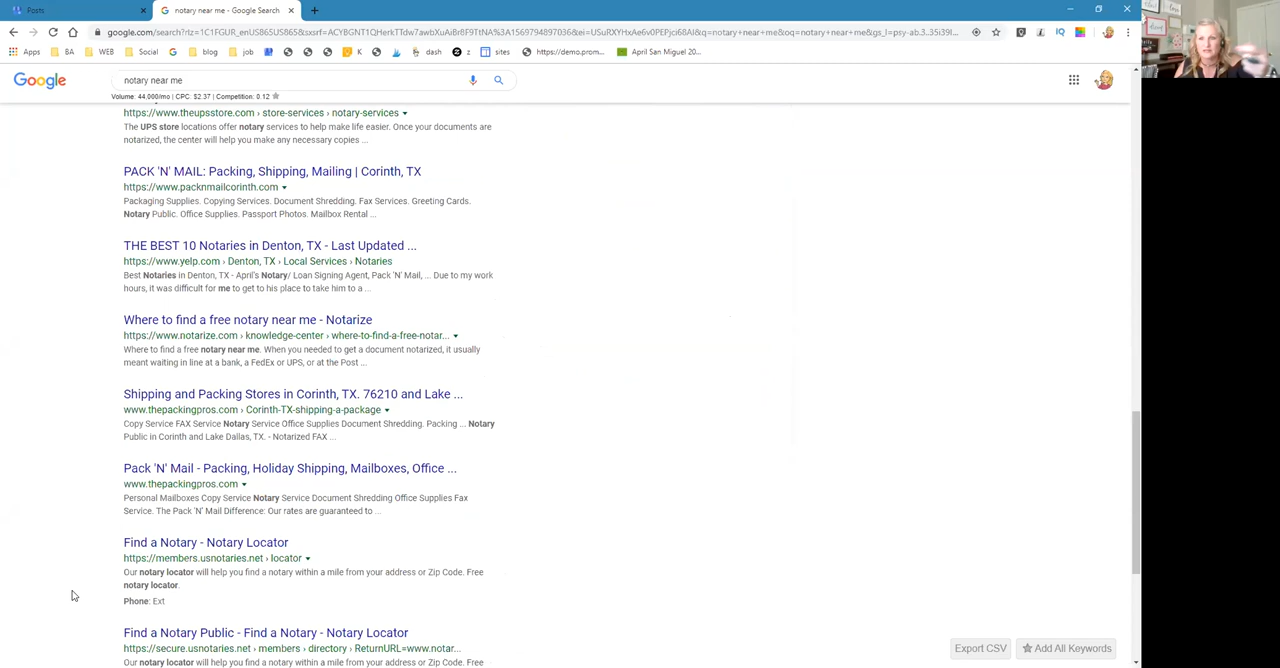 Posts
notary near me - Google Search
google.com/search?rlz=1C1FGUR_enUS865US865&sxsrf=
Apps BA WEB Social blog job K dash z sites https://demo.prom... April San Miguel 20...
Google notary near me
Volume: 44,000/mo | CPC: $2.37 | Competition: 0.12
https://www.theupsstore.com › store-services › notary-services
The UPS store locations offer notary services to help make life easier. Once your documents are
notarized, the center will help you make any necessary copies ...
PACK 'N' MAIL: Packing, Shipping, Mailing | Corinth, TX
https://www.packnmailcorinth.com
Packaging Supplies. Copying Services. Document Shredding. Fax Services. Greeting Cards.
Notary Public. Office Supplies. Passport Photos. Mailbox Rental ...
THE BEST 10 Notaries in Denton, TX - Last Updated ...
https://www.yelp.com › Denton, TX › Local Services › Notaries
Best Notaries in Denton, TX - April's Notary/ Loan Signing Agent, Pack 'N' Mail, ... Due to my work
hours, it was difficult for me to get to his place to take him to a ...
Where to find a free notary near me - Notarize
https://www.notarize.com › knowledge-center › where-to-find-a-free-notar...
Where to find a free notary near me. When you needed to get a document notarized, it usually
meant waiting in line at a bank, a FedEx or UPS, or at the Post ...
Shipping and Packing Stores in Corinth, TX. 76210 and Lake ...
www.thepackingpros.com › Corinth-TX-shipping-a-package
Copy Service FAX Service Notary Service Office Supplies Document Shredding. Packing ... Notary
Public in Corinth and Lake Dallas, TX. - Notarized FAX ...
Pack 'N' Mail - Packing, Holiday Shipping, Mailboxes, Office ...
www.thepackingpros.com
Personal Mailboxes Copy Service Notary Service Document Shredding Office Supplies Fax
Service. The Pack 'N' Mail Difference: Our rates are guaranteed to ...
Find a Notary - Notary Locator
https://members.usnotaries.net › locator
Our notary locator will help you find a notary within a mile from your address or Zip Code. Free
notary locator.
Phone: Ext
Find a Notary Public - Find a Notary - Notary Locator
https://secure.usnotaries.net › members › directory › ReturnURL=www.notar...
Our notary locator will help you find a notary within a mile from your address or Zip Code. Free
Export CSV Add All Keywords